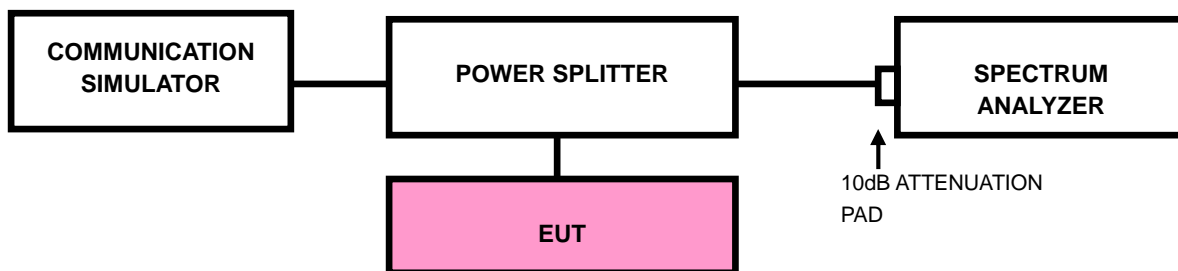 COMMUNICATION
SIMULATOR
POWER SPLITTER
SPECTRUM
ANALYZER
10dB ATTENUATION
PAD
EUT